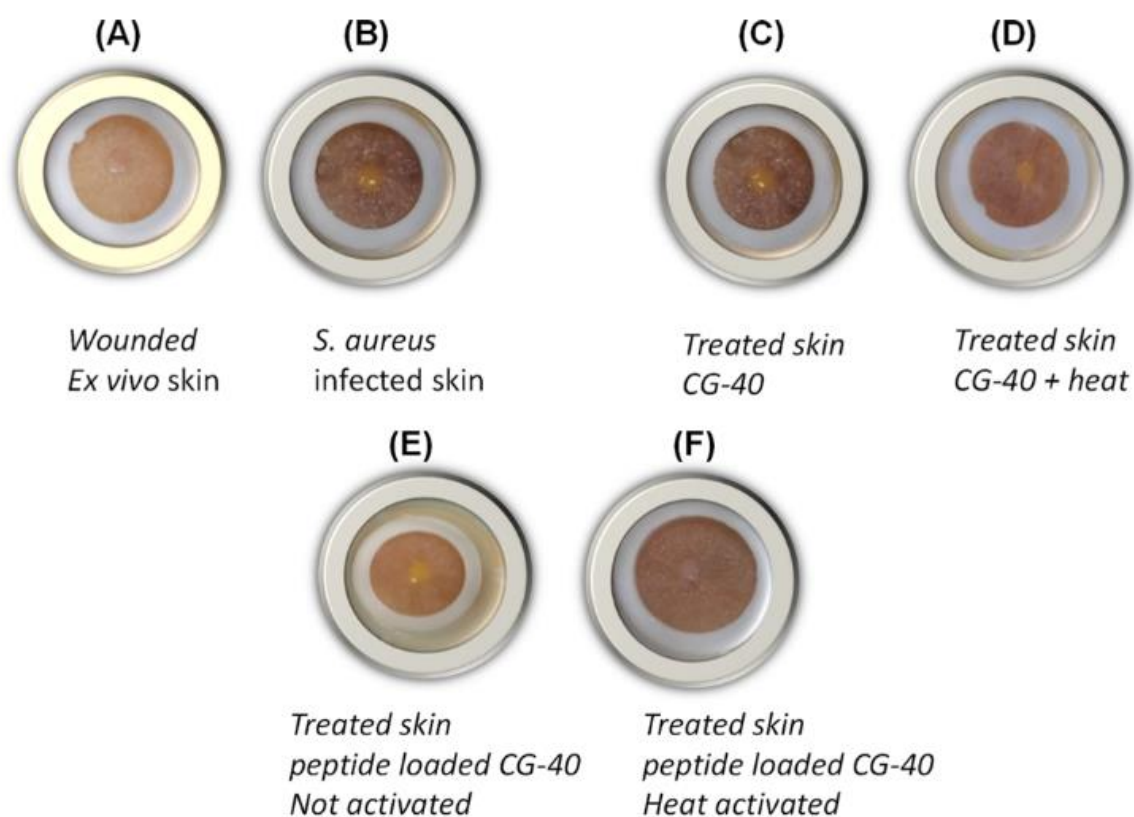 (A)
(B)
(C)
(D)
Wounded
Ex vivo skin
S. aureus
infected skin
Treated skin
CG-40
Treated skin
CG-40 + heat
(E)
(F)
Treated skin
peptide loaded CG-40
Not activated
Treated skin
peptide loaded CG-40
Heat activated